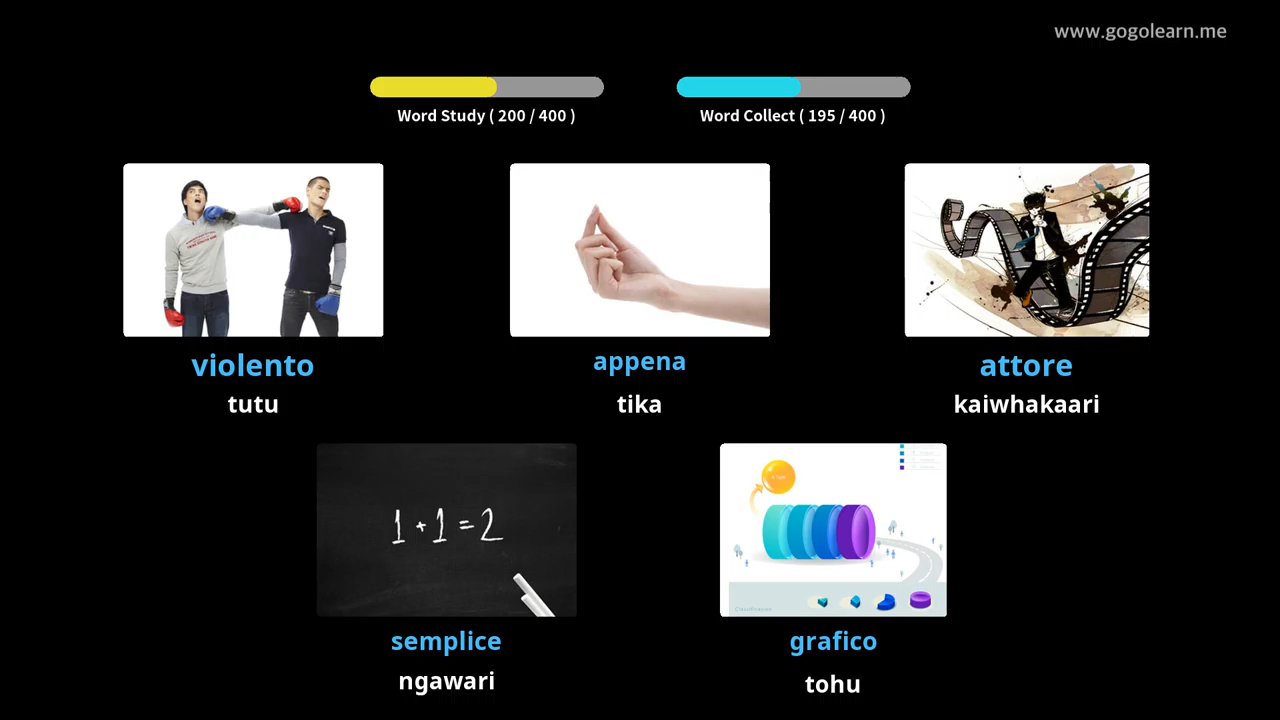 www.gogolearn.me
Word Study ( 200 / 400 )
Word Collect ( 195 / 400 )
violento
tutu
appena
tika
attore
kaiwhakaari
1 + 1 = 2
semplice
ngawari
grafico
tohu